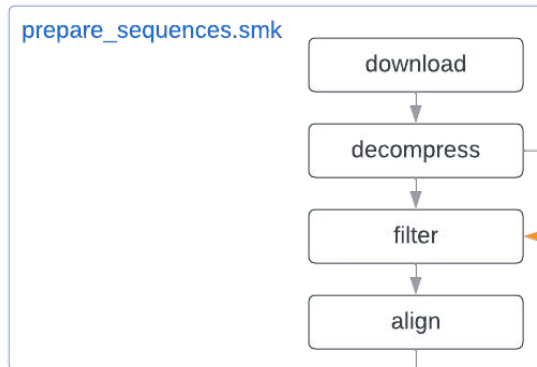 prepare_sequences.smk
download
decompress
filter
align